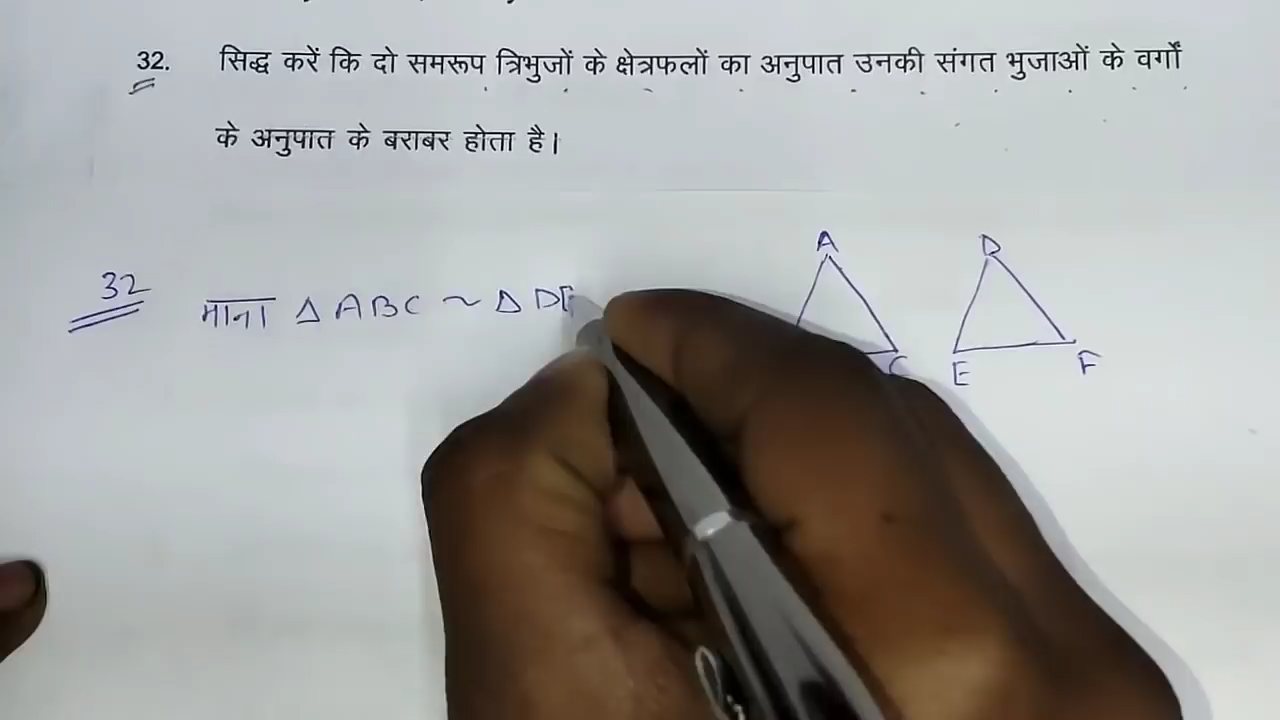 32. सिद्ध करें कि दो समरूप त्रिभुजों के क्षेत्रफलों का अनुपात उनकी संगत भुजाओं के वर्गों
के अनुपात के बराबर होता है।
A D
32 माना Δ ABC ~ Δ DE
C E F